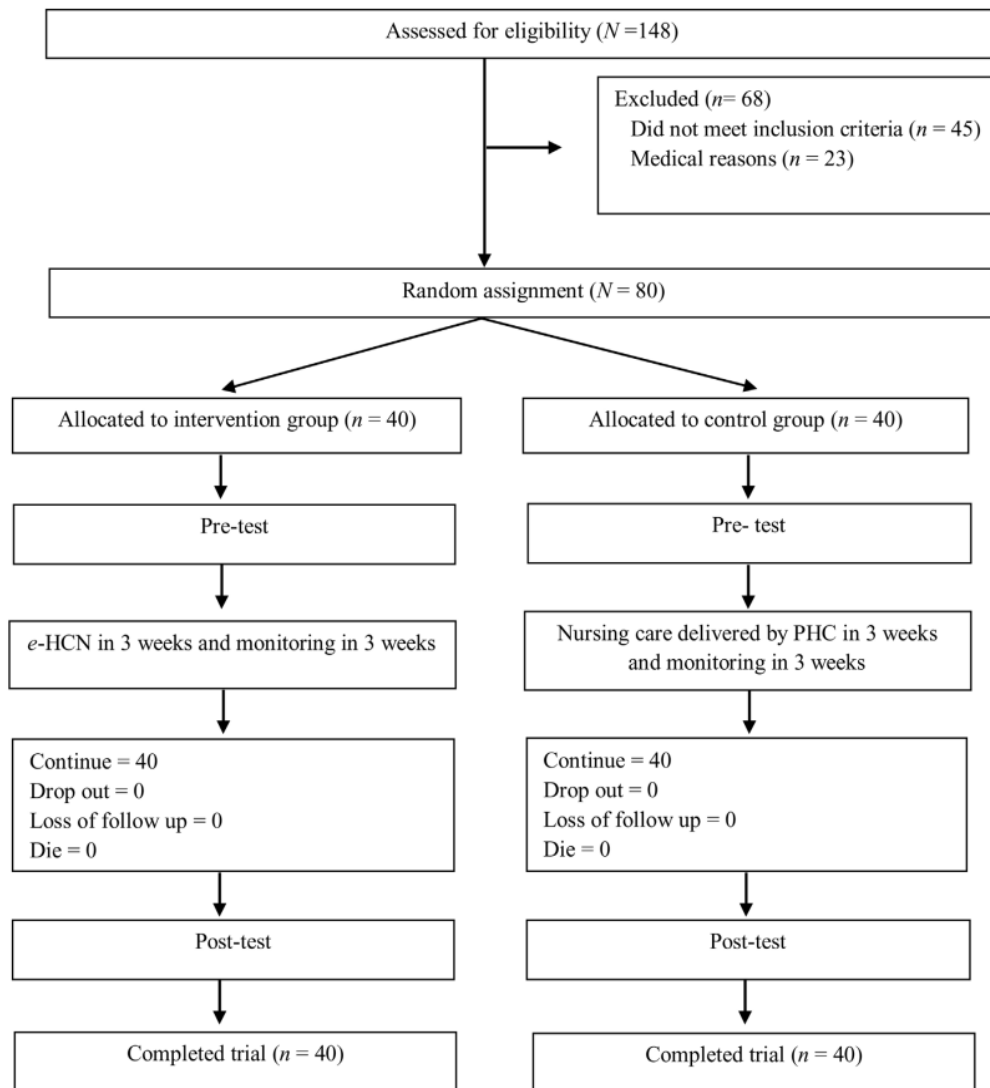 Assessed for eligibility (N =148)
Excluded (n= 68)
Did not meet inclusion criteria (n = 45)
Medical reasons (n = 23)
Random assignment (N = 80)
Allocated to intervention group (n = 40)
Allocated to control group (n = 40)
Pre-test
Pre- test
e-HCN in 3 weeks and monitoring in 3 weeks
Nursing care delivered by PHC in 3 weeks
and monitoring in 3 weeks
Continue = 40
Drop out = 0
Loss of follow up = 0
Die = 0
Continue = 40
Drop out = 0
Loss of follow up = 0
Die = 0
Post-test
Post-test
Completed trial (n = 40)
Completed trial (n = 40)